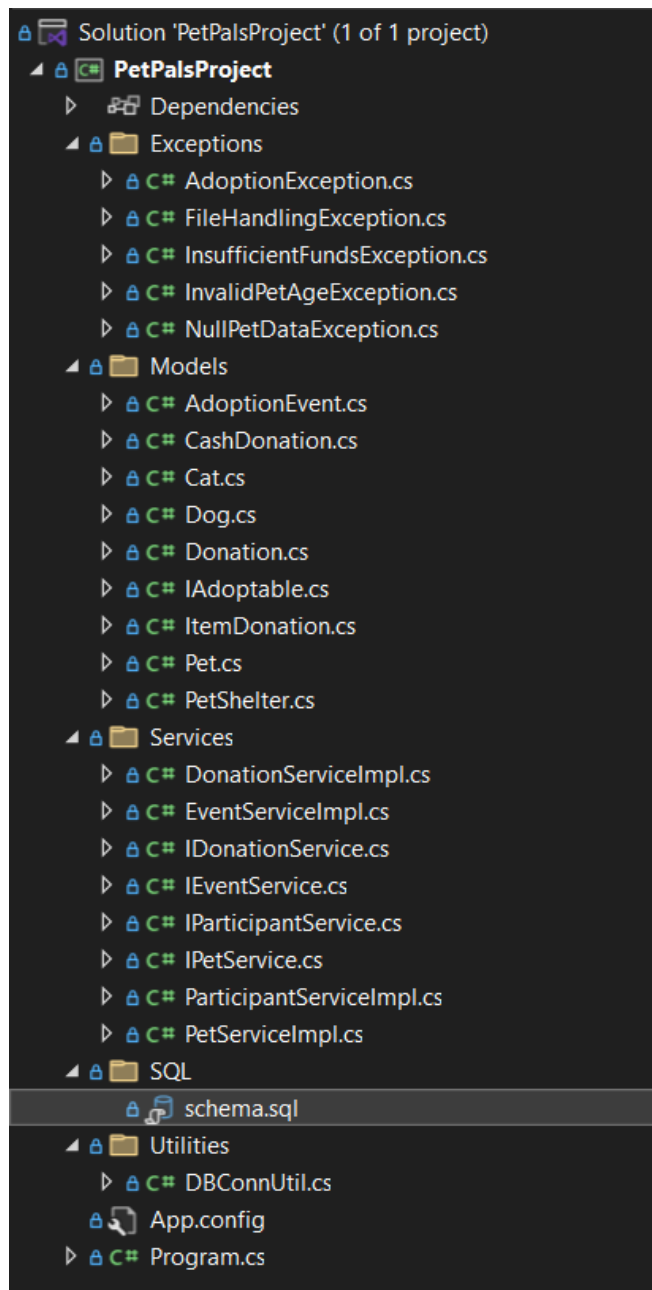 Solution 'PetPalsProject' (1 of 1 project)
C# PetPalsProject
Dependencies
Exceptions
C# AdoptionException.cs
C# FileHandlingException.cs
C# InsufficientFundsException.cs
C# InvalidPetAgeException.cs
C# NullPetDataException.cs
Models
C# AdoptionEvent.cs
C# CashDonation.cs
C# Cat.cs
C# Dog.cs
C# Donation.cs
C# IAdoptable.cs
C# ItemDonation.cs
C# Pet.cs
C# PetShelter.cs
Services
C# DonationServiceImpl.cs
C# EventServiceImpl.cs
C# IDonationService.cs
C# IEventService.cs
C# IParticipantService.cs
C# IPetService.cs
C# ParticipantServiceImpl.cs
C# PetServiceImpl.cs
SQL
schema.sql
Utilities
C# DBConnUtil.cs
App.config
C# Program.cs